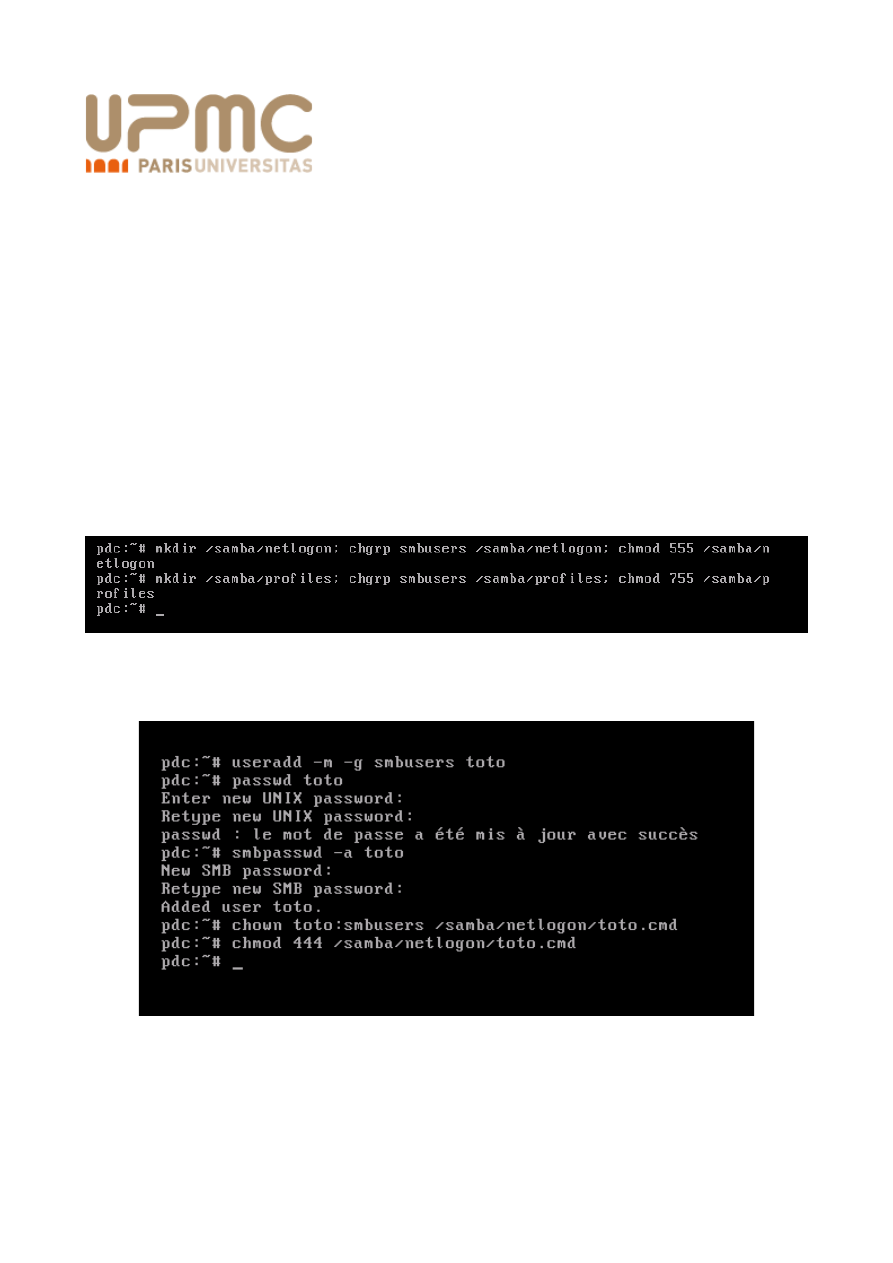 UPMC
PARISUNIVERSITAS
pdc:~# mkdir /samba/netlogon; chgrp smbusers /samba/netlogon; chmod 555 /samba/n
etlogon
pdc:~# mkdir /samba/profiles; chgrp smbusers /samba/profiles; chmod 755 /samba/p
rofiles
pdc:~# _
pdc:~# useradd -m -g smbusers toto
pdc:~# passwd toto
Enter new UNIX password:
Retype new UNIX password:
passwd : le mot de passe a été mis à jour avec succès
pdc:~# smbpasswd -a toto
New SMB password:
Retype new SMB password:
Added user toto.
pdc:~# chown toto:smbusers /samba/netlogon/toto.cmd
pdc:~# chmod 444 /samba/netlogon/toto.cmd
pdc:~# _